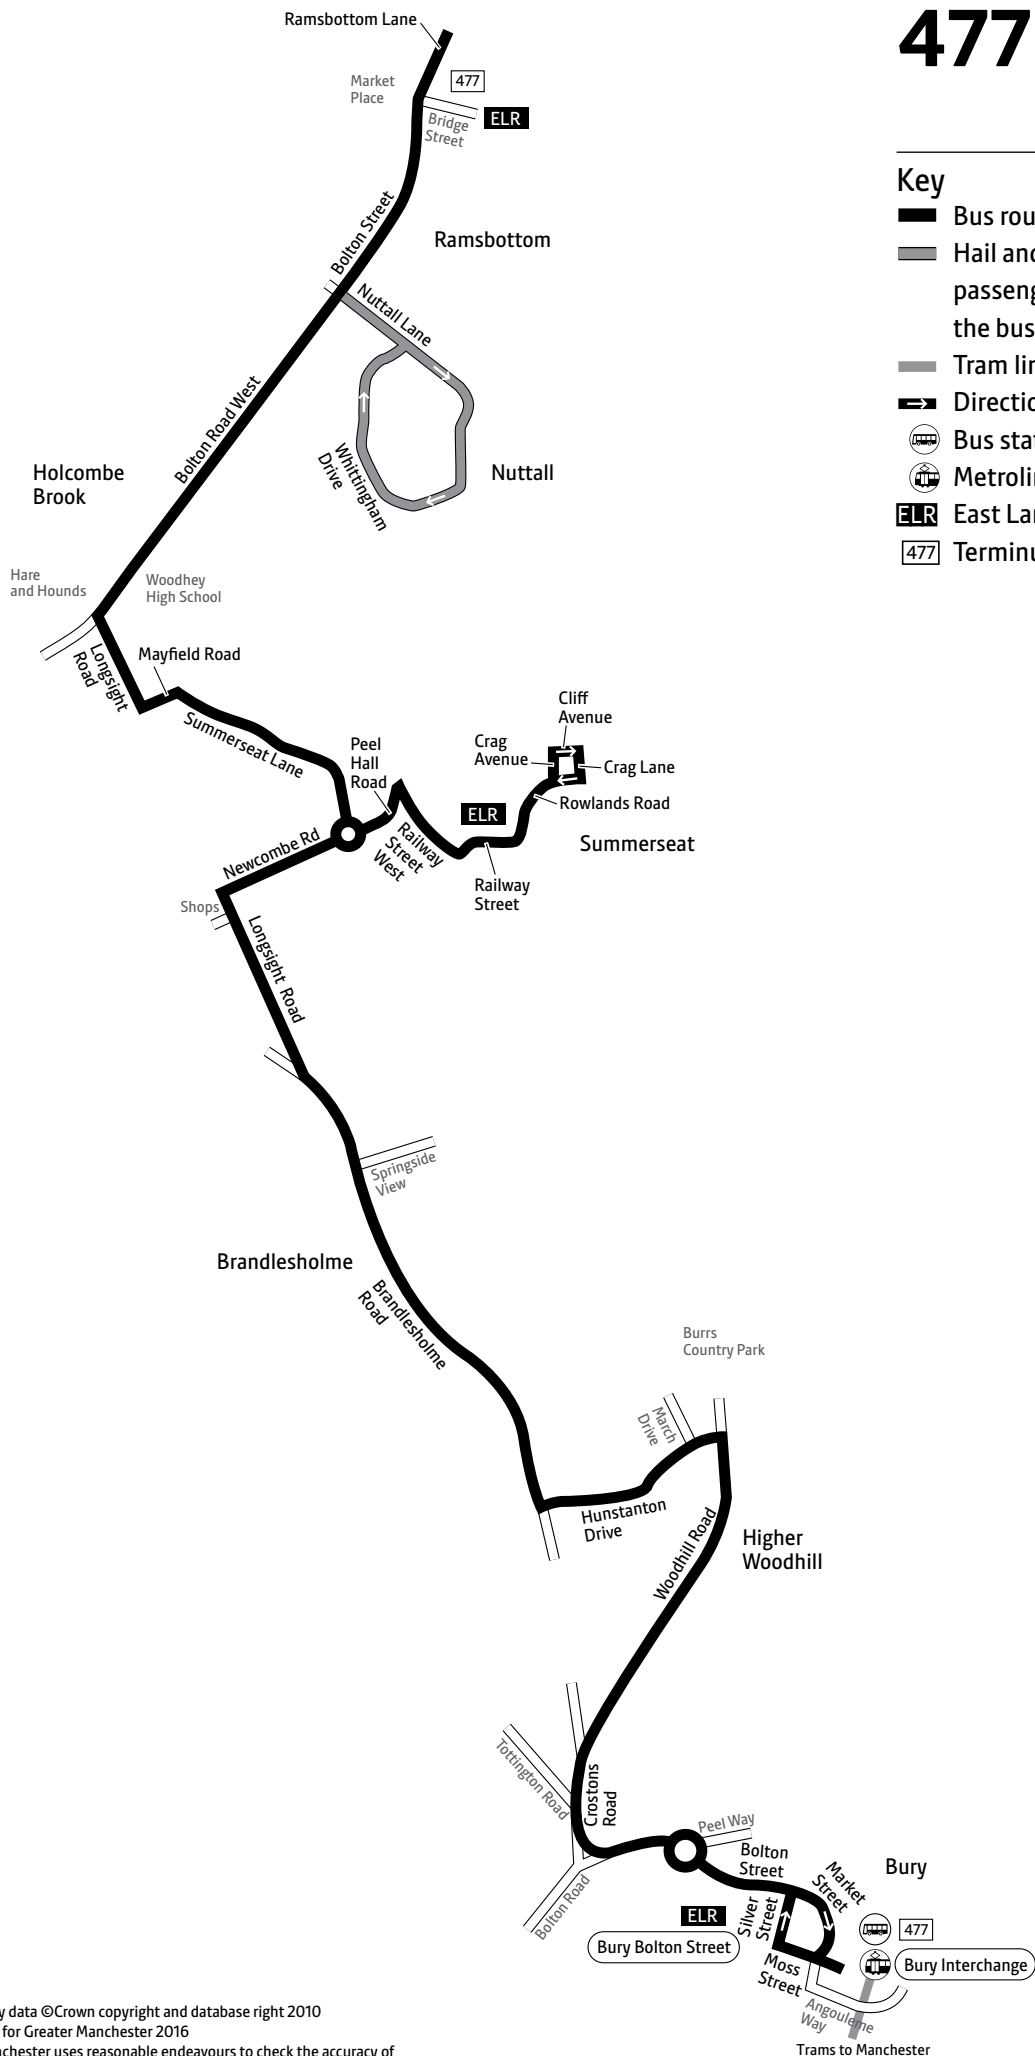 Ramsbottom Lane
477
Market
Place
477
Bridge
Street
ELR
Key
Bus rou
Hail and
passeng
the bus
Tram lin
Directio
Bus stat
Metrolin
ELR East Lan
477 Terminu
Bolton Street
Ramsbottom
Nuttall Lane
Bolton Road West
Whittingham
Drive
Nuttall
Holcombe
Brook
Hare
and Hounds
Woodhey
High School
Longsight
Road
Mayfield Road
Summerseat Lane
Peel
Hall
Road
Cliff
Avenue
Crag
Avenue
Crag Lane
Rowlands Road
ELR
Summerseat
Railway
Street
West
Railway
Street
Newcombe Rd
Shops
Longsight Road
Springside
View
Brandlesholme
Brandlesholme
Road
Burrs
Country Park
March
Drive
Hunstanton
Drive
Higher
Woodhill
Woodhill Road
Tottington Road
Crostons
Road
Bolton Road
Peel Way
Bolton
Street
Market
Street
Bury
Silver
Street
ELR
Bury Bolton Street
477
Bury Interchange
Moss
Street
Angouleme
Way
Trams to Manchester
y data ©Crown copyright and database right 2010
for Greater Manchester 2016
nchester uses reasonable endeavours to check the accuracy of